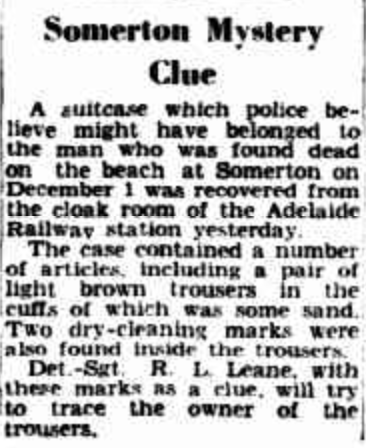 Somerton Mystery
Clue
A suitcase which police be-
lieve might have belonged to
the man who was found dead
on the beach at Somerton on
December 1 was recovered from
the cloak room of the Adelaide
Railway station yesterday.
The case contained a number
of articles, including a pair of
light brown trousers in the
cuffs of which was some sand.
Two dry-cleaning marks were
also found inside the trousers.
Det.-Sgt. R. L. Leane, with
these marks as a clue, will try
to trace the owner of the
trousers.